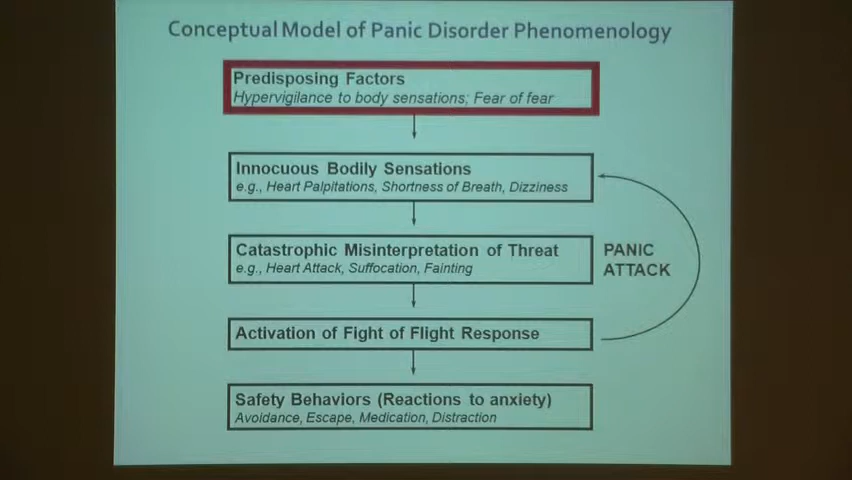 Conceptual Model of Panic Disorder Phenomenology
Predisposing Factors
Hypervigilance to body sensations; Fear of fear
Innocuous Bodily Sensations
e.g., Heart Palpitations, Shortness of Breath, Dizziness
Catastrophic Misinterpretation of Threat
e.g., Heart Attack, Suffocation, Fainting
PANIC
ATTACK
Activation of Fight of Flight Response
Safety Behaviors (Reactions to anxiety)
Avoidance, Escape, Medication, Distraction